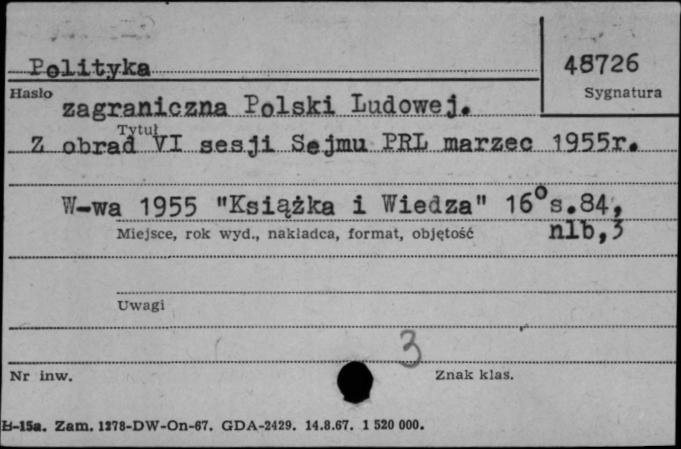 Polityka
48726
Hasło
Sygnatura
zagraniczna Polski Ludowej.
Tytuł
Z obrad VI sesji Sejmu PRL marzec 1955r.
W-wa 1955 "Książka i Wiedza" 16° s.84,
Miejsce, rok wyd., nakładca, format, objętość
nlb,3
Uwagi
3
Nr inw.
Znak klas.
B-15a. Zam. 1278-DW-On-67. GDA-2429. 14.8.67. 1 520 000.